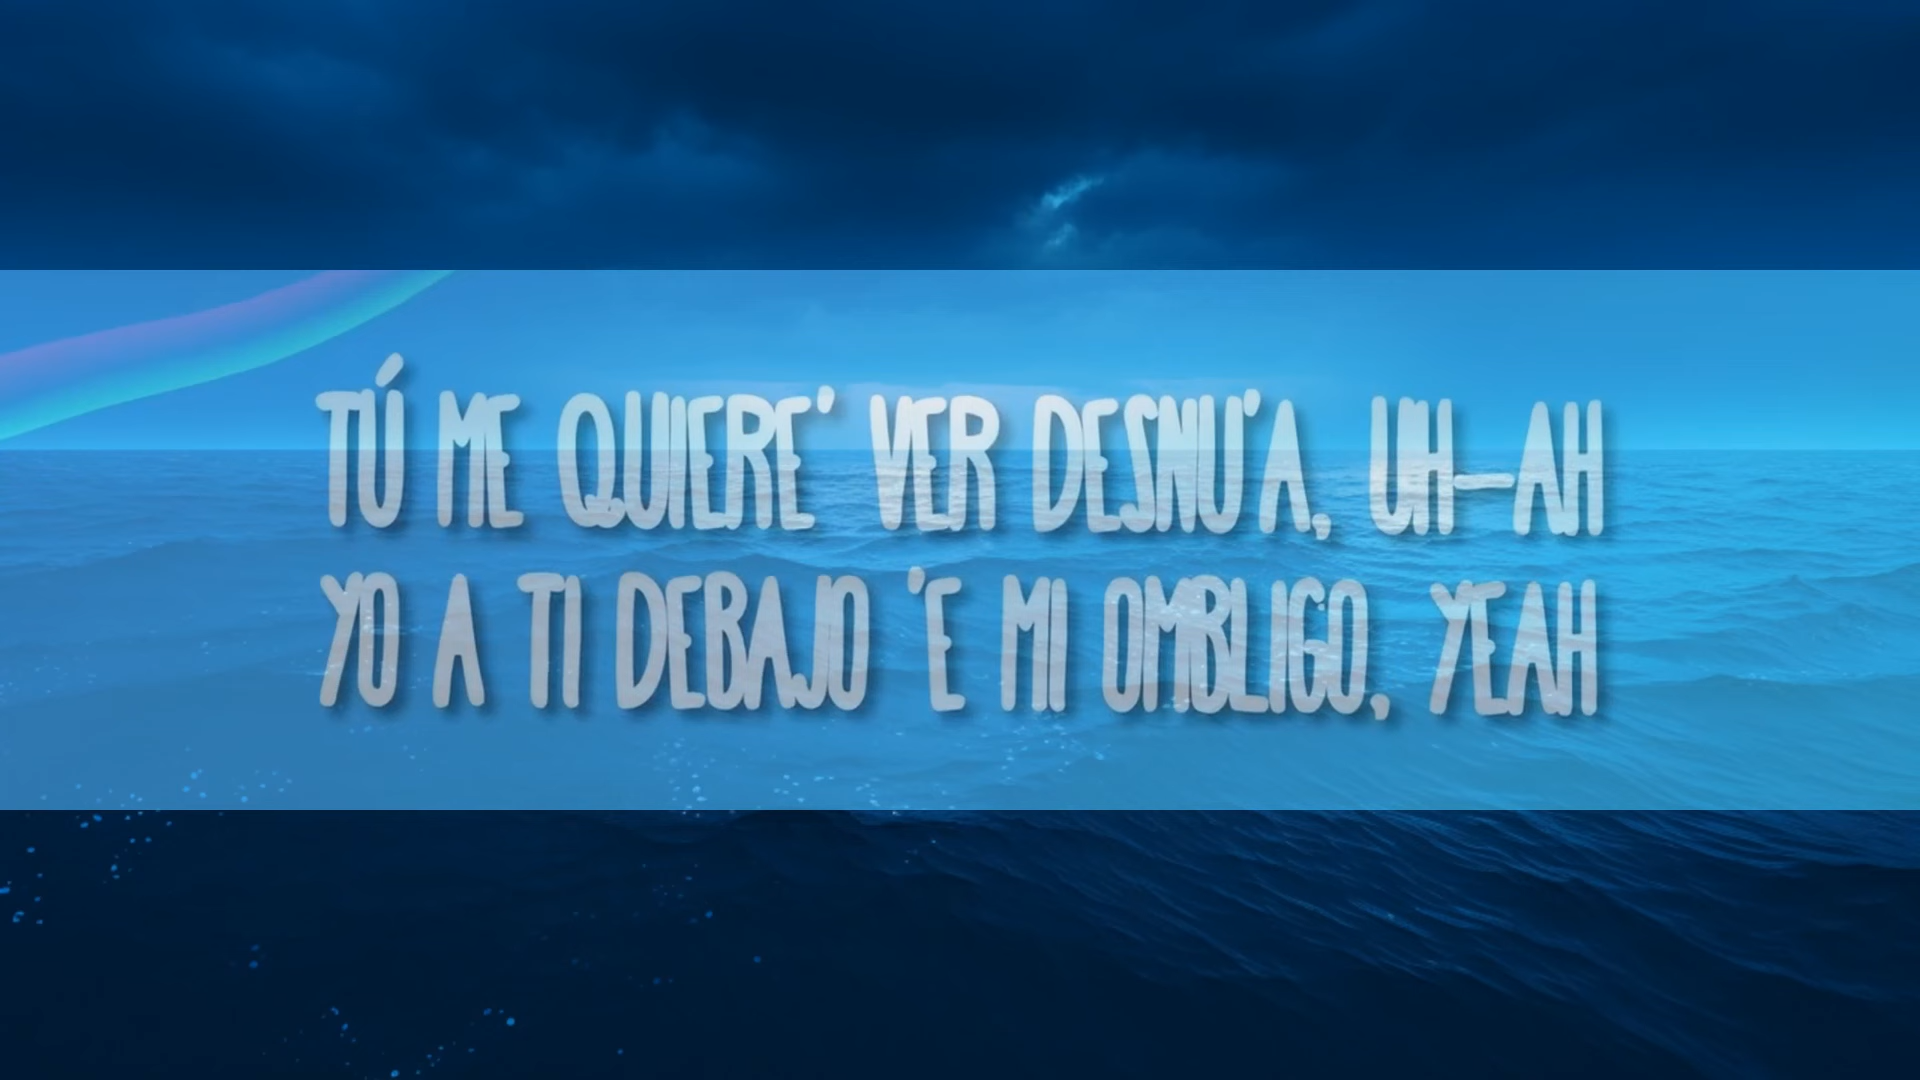 TÚ ME QUIERE' VER DESNU'A, UH-AH
YO A TI DEBAJO 'E MI OMBLIGO, YEAH